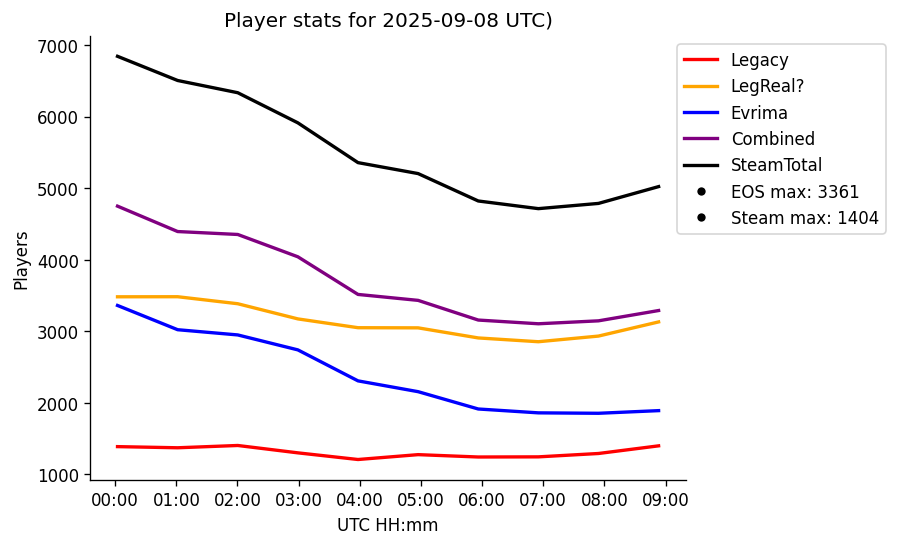 Player stats for 2025-09-08 UTC)
7000
6000
5000
4000
3000
2000
1000
Players
00:00 01:00 02:00 03:00 04:00 05:00 06:00 07:00 08:00 09:00
UTC HH:mm
Legacy
LegReal?
Evrima
Combined
SteamTotal
EOS max: 3361
Steam max: 1404